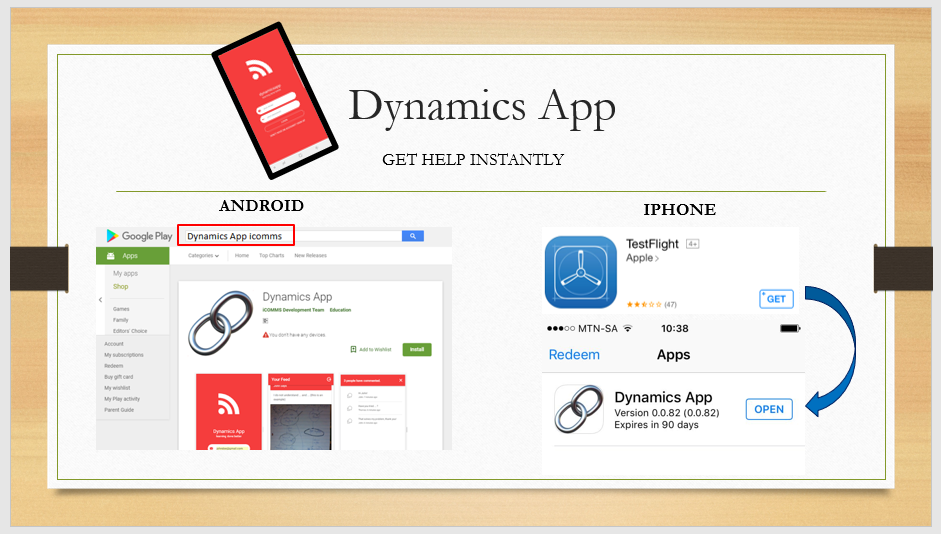 Dynamics App
GET HELP INSTANTLY
ANDROID
Google Play
Dynamics App icomms
Apps
Categories
Home
Top Charts
New Releases
My apps
Shop
Games
Family
Editors' Choice
Account
My subscriptions
Redeem
Buy gift card
My wishlist
My Play activity
Parent Guide
Dynamics App
ICOMMS Development Team Education
You don't have any devices.
Add to Wishlist
Install
Dynamics App
Your Feed
IPHONE
TestFlight 4+
Apple >
(47)
GET
MTN-SA
10:38
Redeem
Apps
Dynamics App
Version 0.0.82 (0.0.82)
Expires in 90 days
OPEN